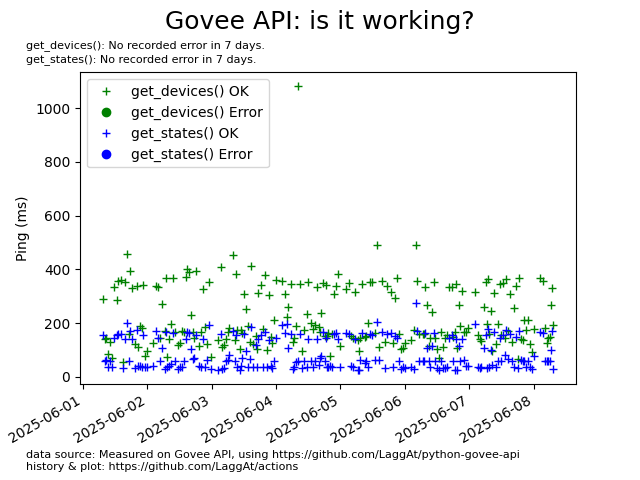 Govee API: is it working?
get_devices(): No recorded error in 7 days.
get_states(): No recorded error in 7 days.
get_devices() OK
get_devices() Error
get_states() OK
get_states() Error
Ping (ms)
1000
800
600
400
200
0
2025-06-01
2025-06-02
2025-06-03
2025-06-04
2025-06-05
2025-06-06
2025-06-07
2025-06-08
data source: Measured on Govee API, using https://github.com/LaggAt/python-govee-api
history & plot: https://github.com/LaggAt/actions